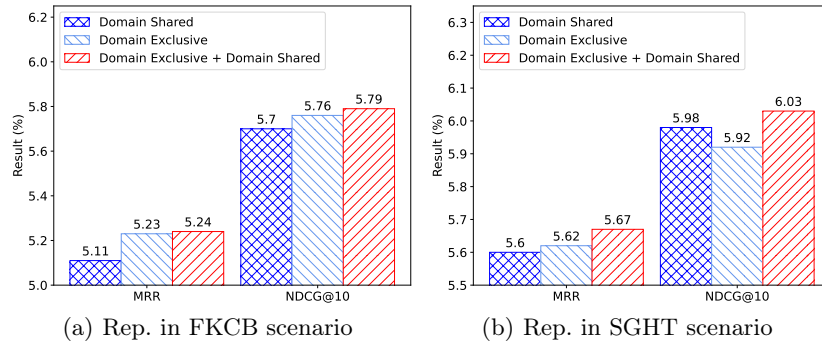 Domain Shared
Domain Exclusive
Domain Exclusive + Domain Shared
Result (%)
6.2
6.0
5.8
5.6
5.4
5.2
5.0
5.11
5.23
5.24
5.7
5.76
5.79
MRR
NDCG@10
(a) Rep. in FKCB scenario
Domain Shared
Domain Exclusive
Domain Exclusive + Domain Shared
Result (%)
6.3
6.2
6.1
6.0
5.9
5.8
5.7
5.6
5.5
5.6
5.62
5.67
5.98
5.92
6.03
MRR
NDCG@10
(b) Rep. in SGHT scenario